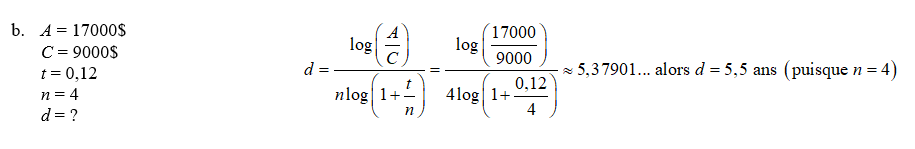 b. A = 17000$
C = 9000$
t = 0,12
n = 4
d = ?
d = log(A/C) / n log(1 + t/n) = log(17000/9000) / 4 log(1 + 0,12/4) ≈ 5,37901... alors d = 5,5 ans (puisque n = 4)